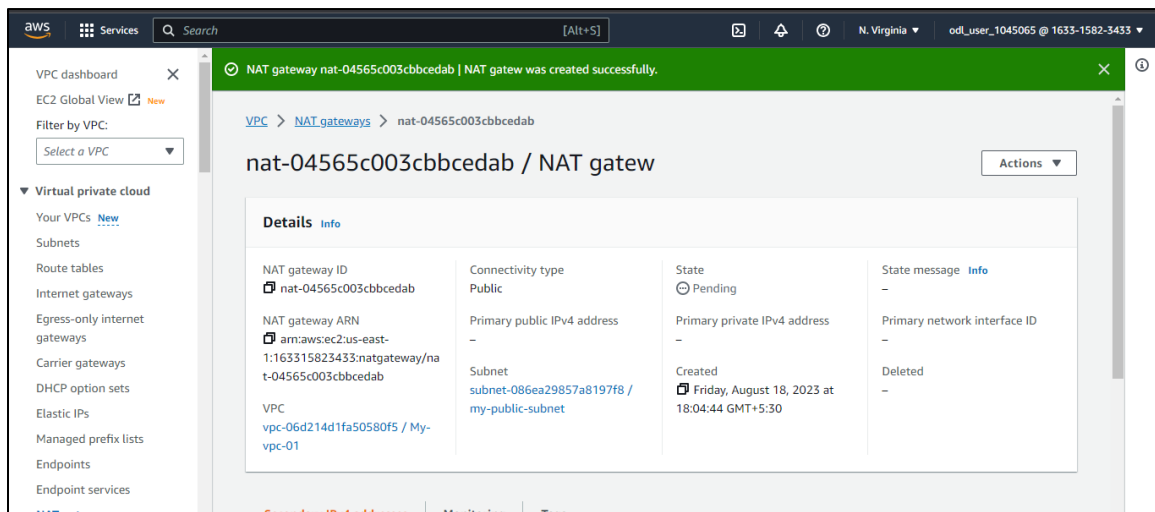 aws Services Search [Alt+S] N. Virginia ▼ odl_user_1045065 @ 1633-1582-3433 ▼
VPC dashboard
EC2 Global View New
Filter by VPC:
Select a VPC
Virtual private cloud
Your VPCs New
Subnets
Route tables
Internet gateways
Egress-only internet
gateways
Carrier gateways
DHCP option sets
Elastic IPs
Managed prefix lists
Endpoints
Endpoint services
NAT gateway nat-04565c003cbbcedab | NAT gatew was created successfully.
VPC > NAT gateways > nat-04565c003cbbcedab
nat-04565c003cbbcedab / NAT gatew
Actions ▼
Details Info
NAT gateway ID
nat-04565c003cbbcedab
NAT gateway ARN
arn:aws:ec2:us-east-
1:163315823433:natgateway/na
t-04565c003cbbcedab
VPC
vpc-06d214d1fa50580f5 / My-
vpc-01
Connectivity type
Public
Primary public IPv4 address
–
Subnet
subnet-086ea29857a8197f8 /
my-public-subnet
State
Pending
Primary private IPv4 address
–
Created
Friday, August 18, 2023 at
18:04:44 GMT+5:30
State message Info
–
Primary network interface ID
–
Deleted
–